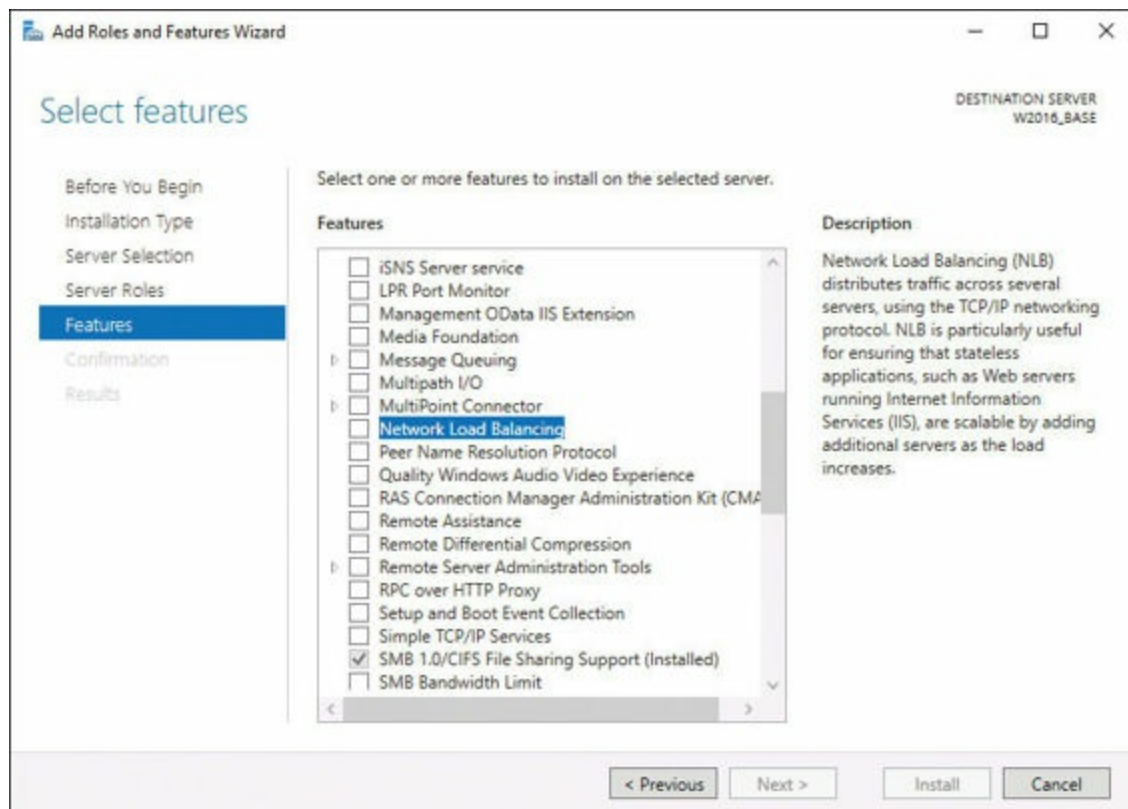 Add Roles and Features Wizard
Select features
DESTINATION SERVER
W2016_BASE
Before You Begin
Installation Type
Server Selection
Server Roles
Features
Confirmation
Results
Select one or more features to install on the selected server.
Features
iSNS Server service
LPR Port Monitor
Management OData IIS Extension
Media Foundation
Message Queuing
Multipath I/O
MultiPoint Connector
Network Load Balancing
Peer Name Resolution Protocol
Quality Windows Audio Video Experience
RAS Connection Manager Administration Kit (CMA
Remote Assistance
Remote Differential Compression
Remote Server Administration Tools
RPC over HTTP Proxy
Setup and Boot Event Collection
Simple TCP/IP Services
SMB 1.0/CIFS File Sharing Support (Installed)
SMB Bandwidth Limit
Description
Network Load Balancing (NLB)
distributes traffic across several
servers, using the TCP/IP networking
protocol. NLB is particularly useful
for ensuring that stateless
applications, such as Web servers
running Internet Information
Services (IIS), are scalable by adding
additional servers as the load
increases.
< Previous
Next >
Install
Cancel